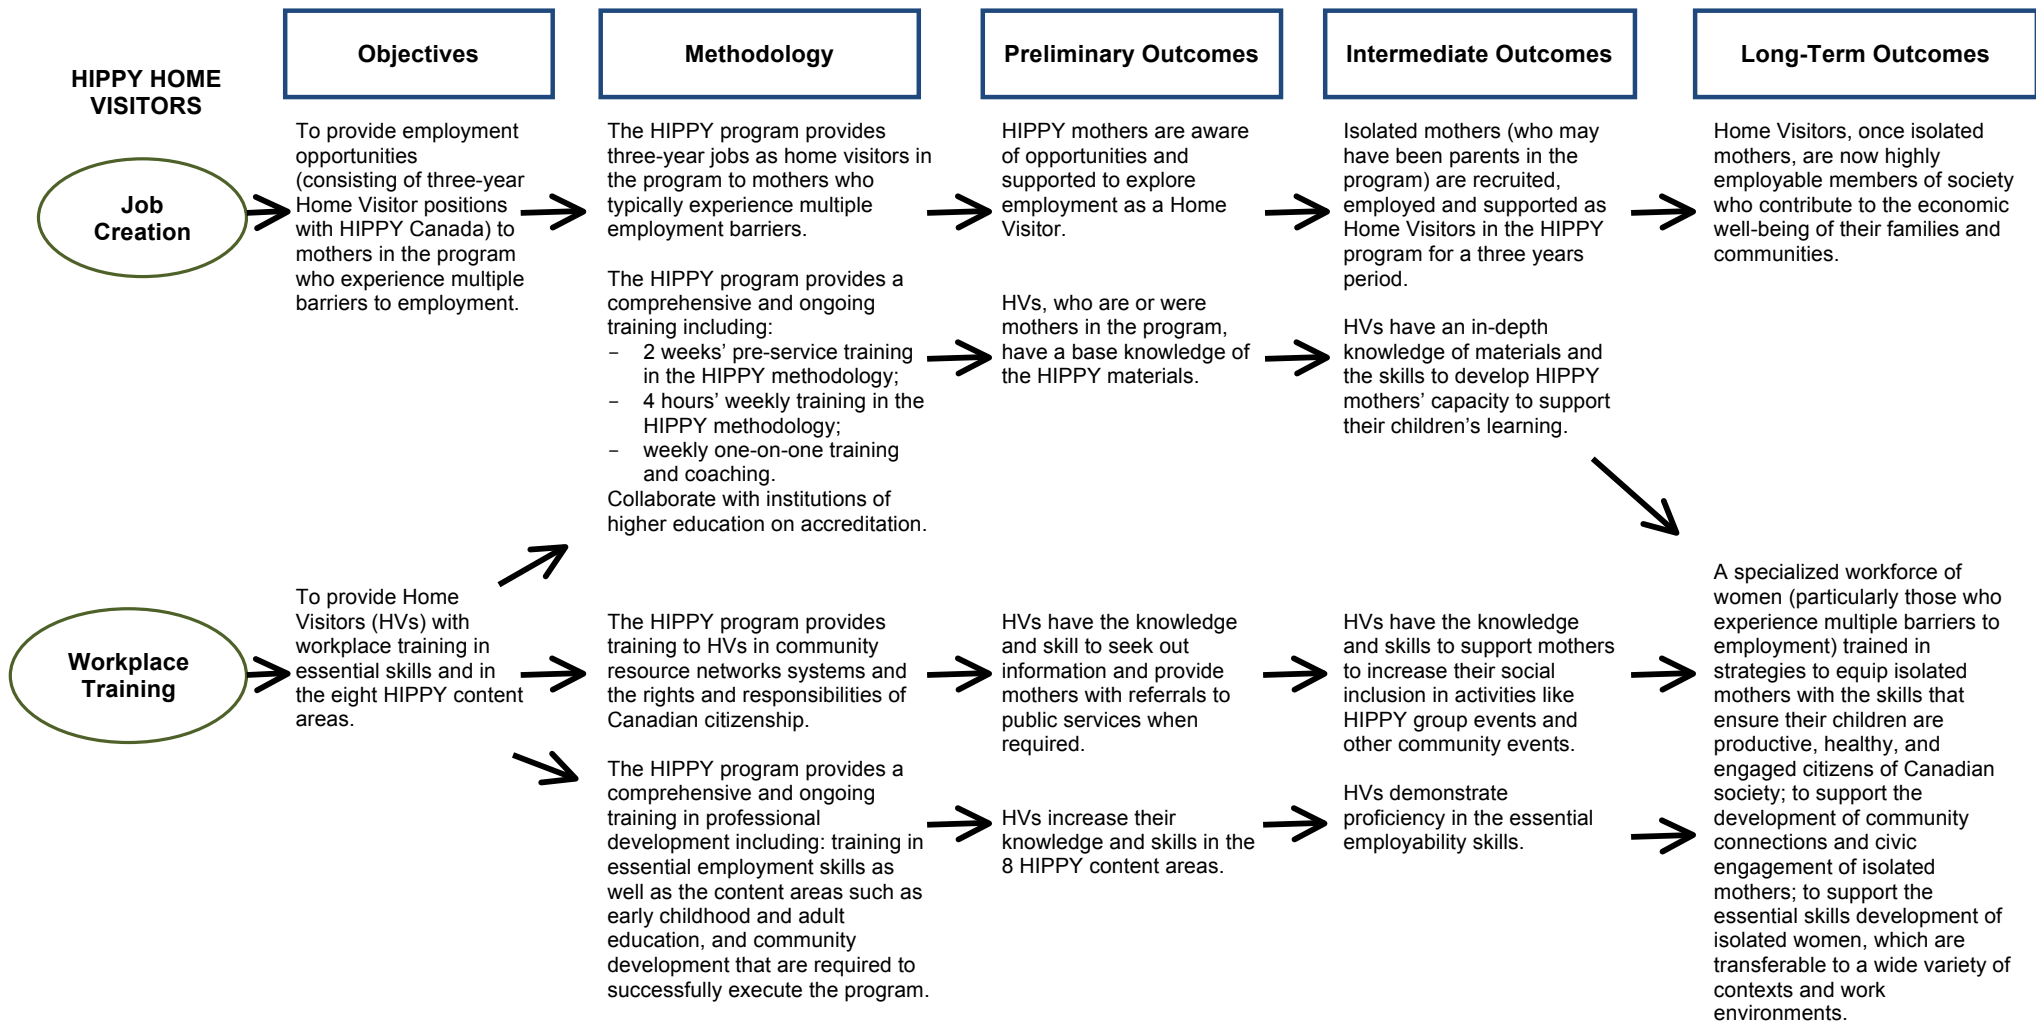 HIPPY HOME
VISITORS
Objectives
Methodology
Preliminary Outcomes
Intermediate Outcomes
Long-Term Outcomes
Job
Creation
To provide employment
opportunities
(consisting of three-year
Home Visitor positions
with HIPPY Canada) to
mothers in the program
who experience multiple
barriers to employment.
The HIPPY program provides
three-year jobs as home visitors in
the program to mothers who
typically experience multiple
employment barriers.
HIPPY mothers are aware
of opportunities and
supported to explore
employment as a Home
Visitor.
Isolated mothers (who may
have been parents in the
program) are recruited,
employed and supported as
Home Visitors in the HIPPY
program for a three years
period.
Home Visitors, once isolated
mothers, are now highly
employable members of society
who contribute to the economic
well-being of their families and
communities.
The HIPPY program provides a
comprehensive and ongoing
training including:
– 2 weeks’ pre-service training
in the HIPPY methodology;
– 4 hours’ weekly training in the
HIPPY methodology;
– weekly one-on-one training
and coaching.
Collaborate with institutions of
higher education on accreditation.
HVs, who are or were
mothers in the program,
have a base knowledge of
the HIPPY materials.
HVs have an in-depth
knowledge of materials and
the skills to develop HIPPY
mothers’ capacity to support
their children’s learning.
Workplace
Training
To provide Home
Visitors (HVs) with
workplace training in
essential skills and in
the eight HIPPY content
areas.
The HIPPY program provides
training to HVs in community
resource networks systems and
the rights and responsibilities of
Canadian citizenship.
HVs have the knowledge
and skill to seek out
information and provide
mothers with referrals to
public services when
required.
HVs have the knowledge
and skills to support mothers
to increase their social
inclusion in activities like
HIPPY group events and
other community events.
A specialized workforce of
women (particularly those who
experience multiple barriers to
employment) trained in
strategies to equip isolated
mothers with the skills that
ensure their children are
productive, healthy, and
engaged citizens of Canadian
society; to support the
development of community
connections and civic
engagement of isolated
mothers; to support the
essential skills development of
isolated women, which are
transferable to a wide variety of
contexts and work
environments.
The HIPPY program provides a
comprehensive and ongoing
training in professional
development including: training in
essential employment skills as
well as the content areas such as
early childhood and adult
education, and community
development that are required to
successfully execute the program.
HVs increase their
knowledge and skills in the
8 HIPPY content areas.
HVs demonstrate
proficiency in the essential
employability skills.